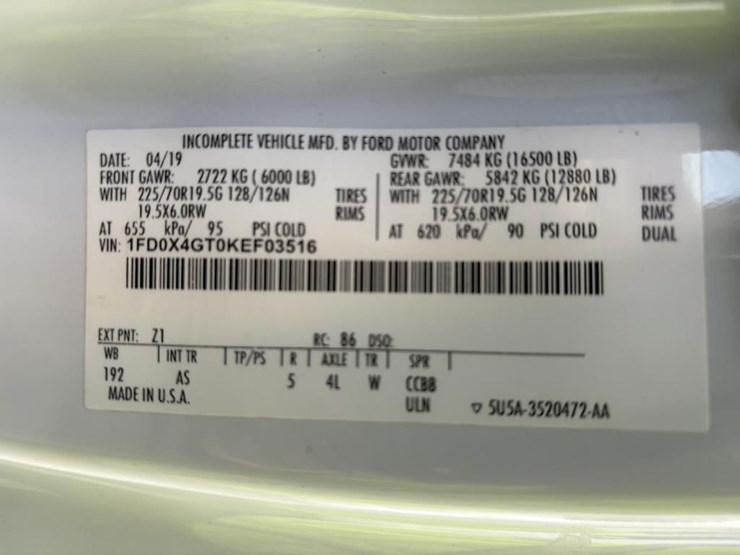 INCOMPLETE VEHICLE MFD. BY FORD MOTOR COMPANY
DATE: 04/19 GVWR: 7484 KG (16500 LB)
FRONT GAWR: 2722 KG ( 6000 LB) REAR GAWR: 5842 KG (12880 LB)
WITH 225/70R19.5G 128/126N TIRES WITH 225/70R19.5G 128/126N TIRES
19.5X6.0RW RIMS 19.5X6.0RW RIMS
AT 655 kPa/ 95 PSI COLD AT 620 kPa/ 90 PSI COLD DUAL
VIN: 1FD0X4GT0KEF03516
EXT PNT: Z1 RC: 86 DSO:
WB INT TR TP/PS R AXLE TR SPR
192 AS 5 4L W CCBB
MADE IN U.S.A. ULN 5U5A-3520472-AA